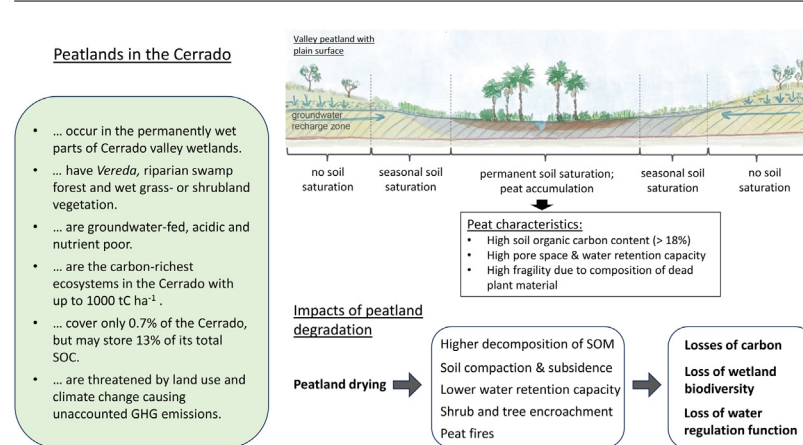 Peatlands in the Cerrado
• … occur in the permanently wet
parts of Cerrado valley wetlands.
• … have Vereda, riparian swamp
forest and wet grass- or shrubland
vegetation.
• … are groundwater-fed, acidic and
nutrient poor.
• … are the carbon-richest
ecosystems in the Cerrado with
up to 1000 tC ha⁻¹ .
• … cover only 0.7% of the Cerrado,
but may store 13% of its total
SOC.
• … are threatened by land use and
climate change causing
unaccounted GHG emissions.
Valley peatland with
plain surface
groundwater
recharge zone
no soil
saturation
seasonal soil
saturation
permanent soil saturation;
peat accumulation
seasonal soil
saturation
no soil
saturation
Peat characteristics:
• High soil organic carbon content (> 18%)
• High pore space & water retention capacity
• High fragility due to composition of dead
plant material
Impacts of peatland
degradation
Peatland drying
Higher decomposition of SOM
Soil compaction & subsidence
Lower water retention capacity
Shrub and tree encroachment
Peat fires
Losses of carbon
Loss of wetland
biodiversity
Loss of water
regulation function